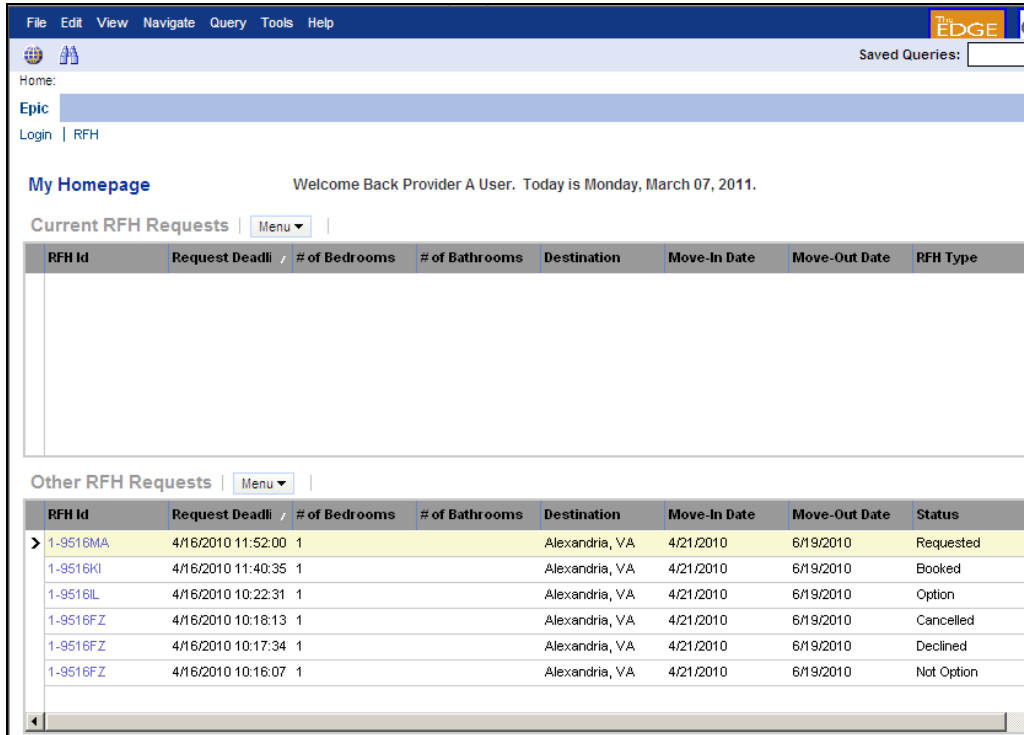 File Edit View Navigate Query Tools Help The EDGE
Saved Queries:
Home:
Epic
Login | RFH
My Homepage Welcome Back Provider A User. Today is Monday, March 07, 2011.
Current RFH Requests | Menu |
RFH Id Request Deadli # of Bedrooms # of Bathrooms Destination Move-In Date Move-Out Date RFH Type
Other RFH Requests | Menu |
RFH Id Request Deadli # of Bedrooms # of Bathrooms Destination Move-In Date Move-Out Date Status
1-9516MA 4/16/2010 11:52:00 1 Alexandria, VA 4/21/2010 6/19/2010 Requested
1-9516KI 4/16/2010 11:40:35 1 Alexandria, VA 4/21/2010 6/19/2010 Booked
1-9516IL 4/16/2010 10:22:31 1 Alexandria, VA 4/21/2010 6/19/2010 Option
1-9516FZ 4/16/2010 10:18:13 1 Alexandria, VA 4/21/2010 6/19/2010 Cancelled
1-9516FZ 4/16/2010 10:17:34 1 Alexandria, VA 4/21/2010 6/19/2010 Declined
1-9516FZ 4/16/2010 10:16:07 1 Alexandria, VA 4/21/2010 6/19/2010 Not Option